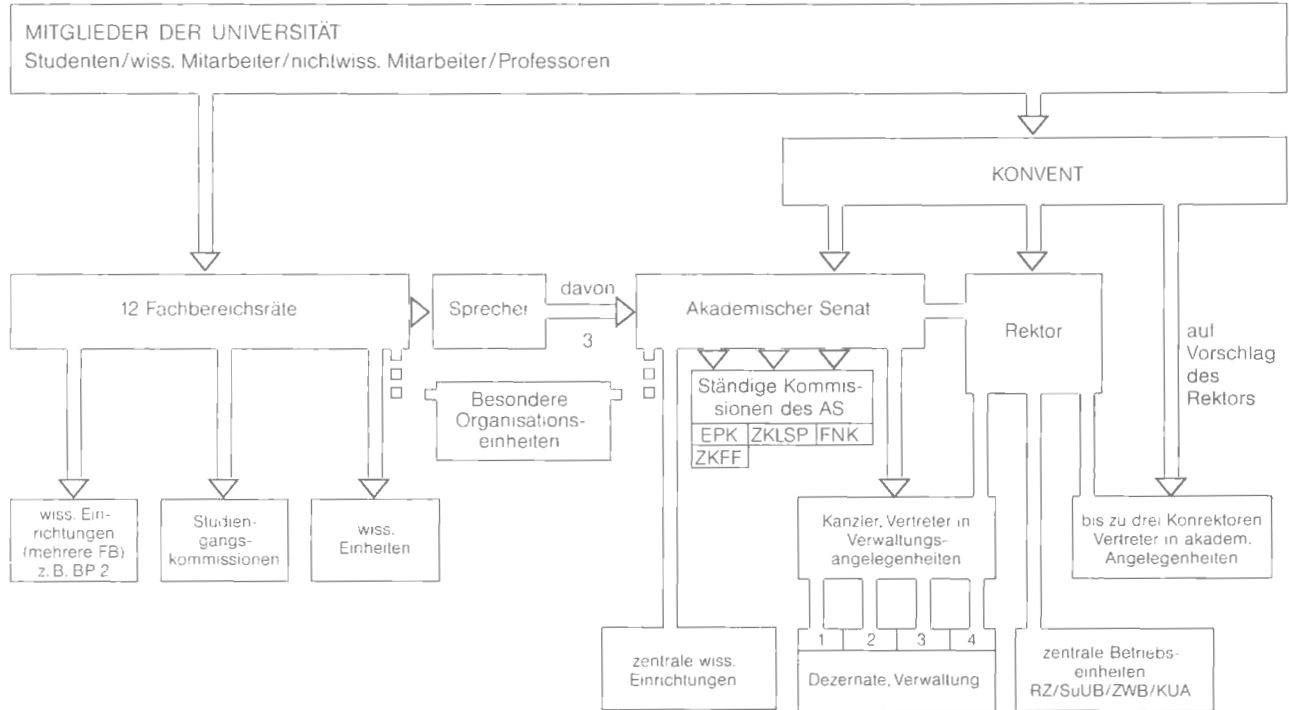 MITGLIEDER DER UNIVERSITÄT
Studenten/wiss. Mitarbeiter/nichtwiss. Mitarbeiter/Professoren
KONVENT
12 Fachbereichsräte
Sprecher
davon
3
Akademischer Senat
Rektor
auf
Vorschlag
des
Rektors
Besondere
Organisations-
einheiten
Ständige Kommis-
sionen des AS
EPK ZKLSP FNK
ZKFF
wiss. Ein-
richtungen
(mehrere FB)
z. B. BP 2
Studien-
gangs-
kommissionen
wiss.
Einheiten
Kanzler, Vertreter in
Verwaltungs-
angelegenheiten
bis zu drei Konrektoren
Vertreter in akadem.
Angelegenheiten
1 2 3 4
Dezernate, Verwaltung
zentrale wiss.
Einrichtungen
zentrale Betriebs-
einheiten
RZ/SuUB/ZWB/KUA